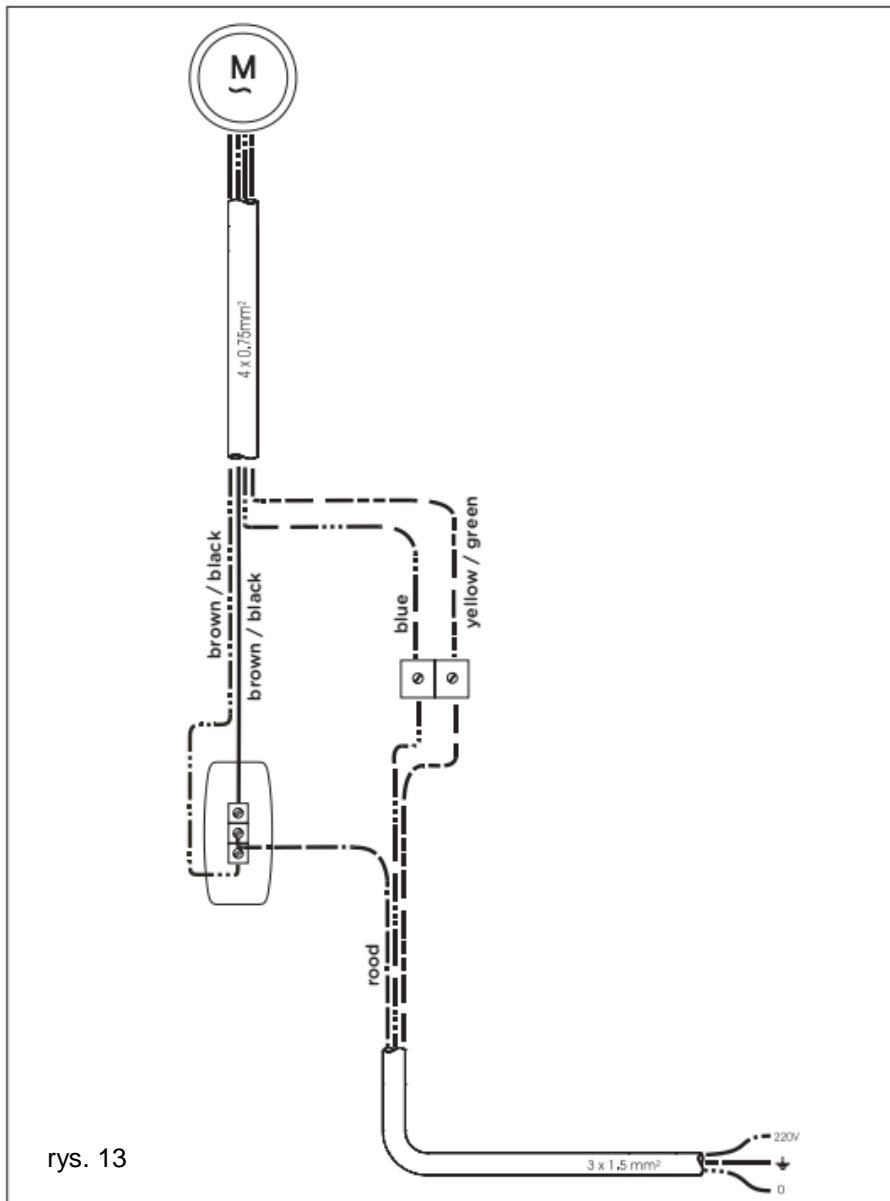 M
4 x 0,75mm²
brown / black
brown / black
blue
yellow / green
rood
220V
3 x 1,5 mm²
0
rys. 13